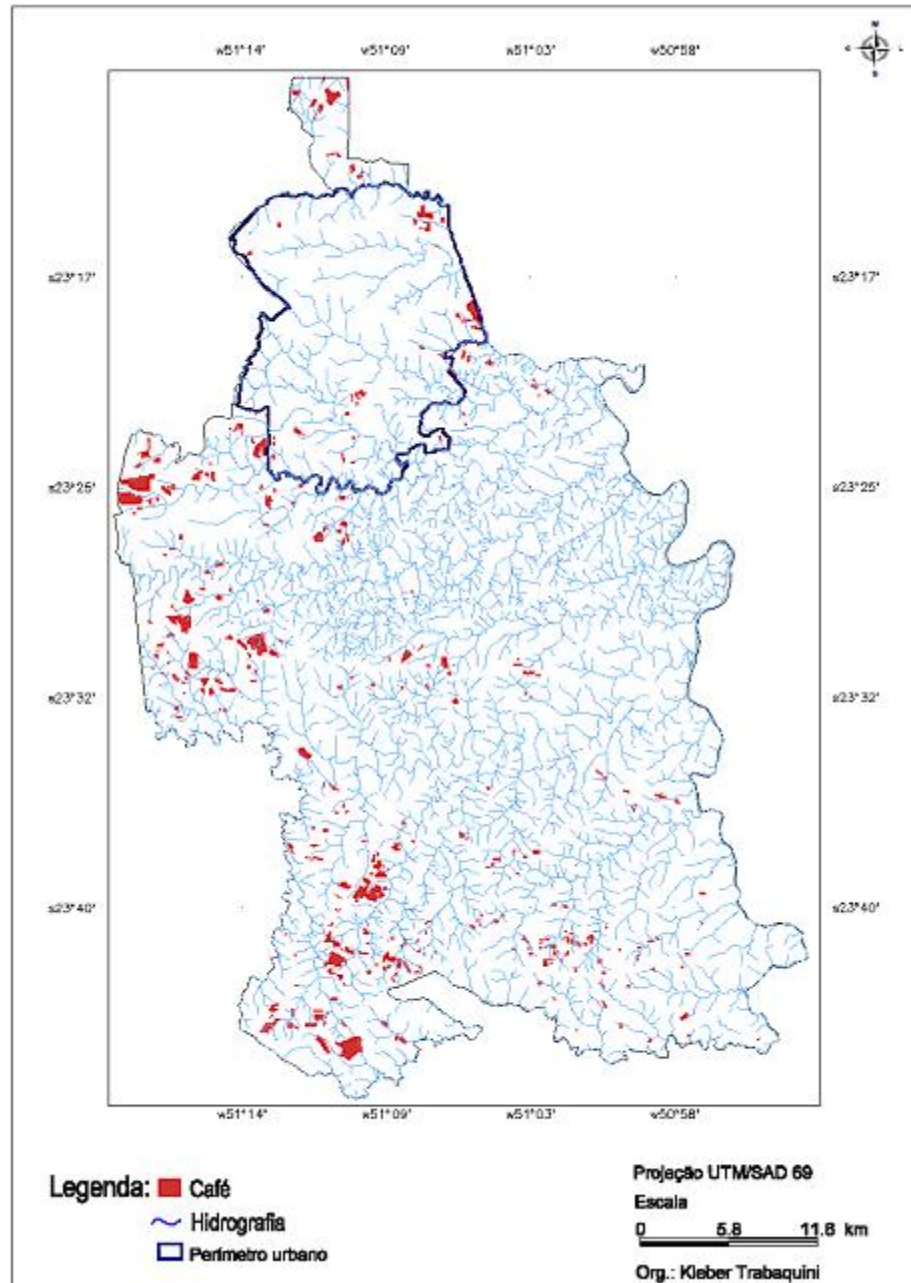 N
L
S
w51°14' w51°09' w51°03' w50°58'
s23°17' s23°17'
s23°25' s23°25'
s23°32' s23°32'
s23°40' s23°40'
w51°14' w51°09' w51°03' w50°58'
Legenda:
Café
Hidrografia
Perímetro urbano
Projeção UTM/SAD 69
Escala
0 5.8 11.6 km
Org.: Kleber Trabaquini